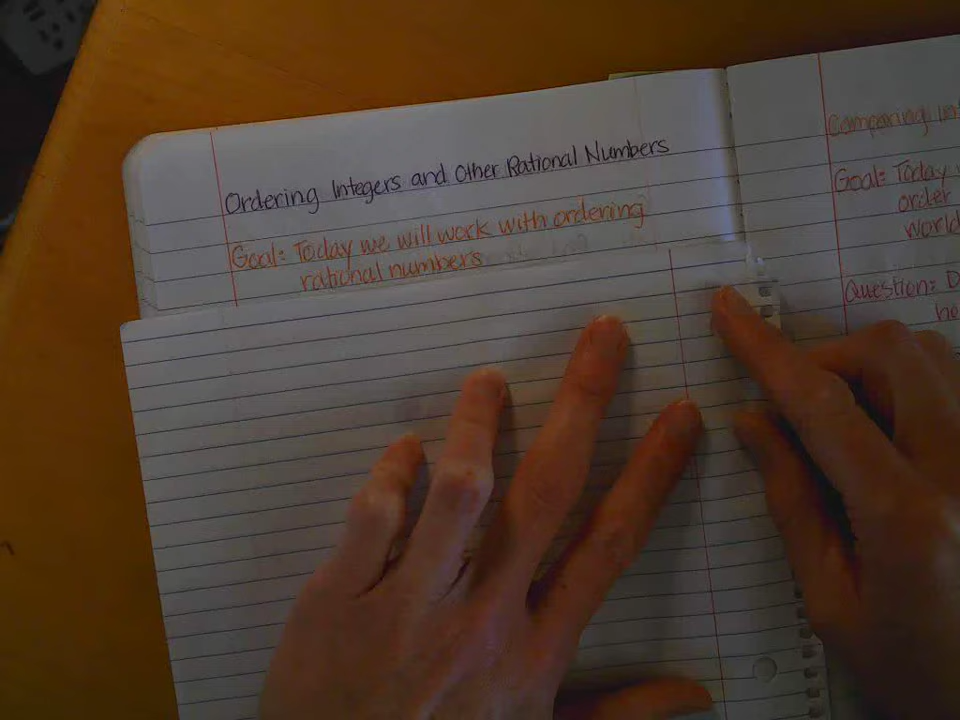 Ordering Integers and Other Rational Numbers
Goal: Today we will work with ordering
rational numbers
Comparing
Goal: Today
order
world
Question: